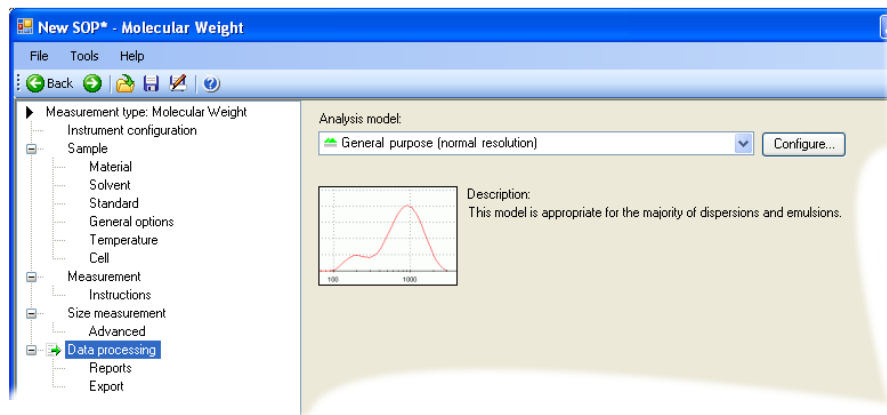 New SOP* - Molecular Weight
File Tools Help
Back
Measurement type: Molecular Weight
Instrument configuration
Sample
Material
Solvent
Standard
General options
Temperature
Cell
Measurement
Instructions
Size measurement
Advanced
Data processing
Reports
Export
Analysis model:
General purpose (normal resolution)
Configure...
Description:
This model is appropriate for the majority of dispersions and emulsions.
100 1000